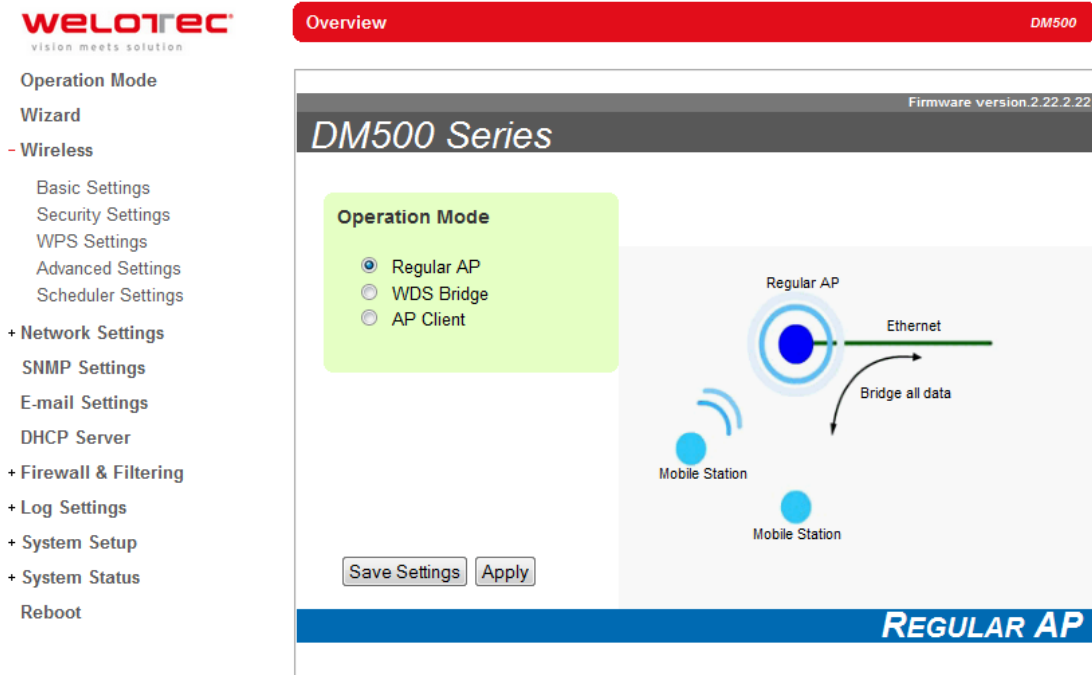 WELOTEC
vision meets solution
Overview
DM500
Operation Mode
Wizard
- Wireless
Basic Settings
Security Settings
WPS Settings
Advanced Settings
Scheduler Settings
+ Network Settings
SNMP Settings
E-mail Settings
DHCP Server
+ Firewall & Filtering
+ Log Settings
+ System Setup
+ System Status
Reboot
Firmware version.2.22.2.22
DM500 Series
Operation Mode
Regular AP
WDS Bridge
AP Client
Regular AP
Ethernet
Bridge all data
Mobile Station
Mobile Station
Save Settings Apply
REGULAR AP